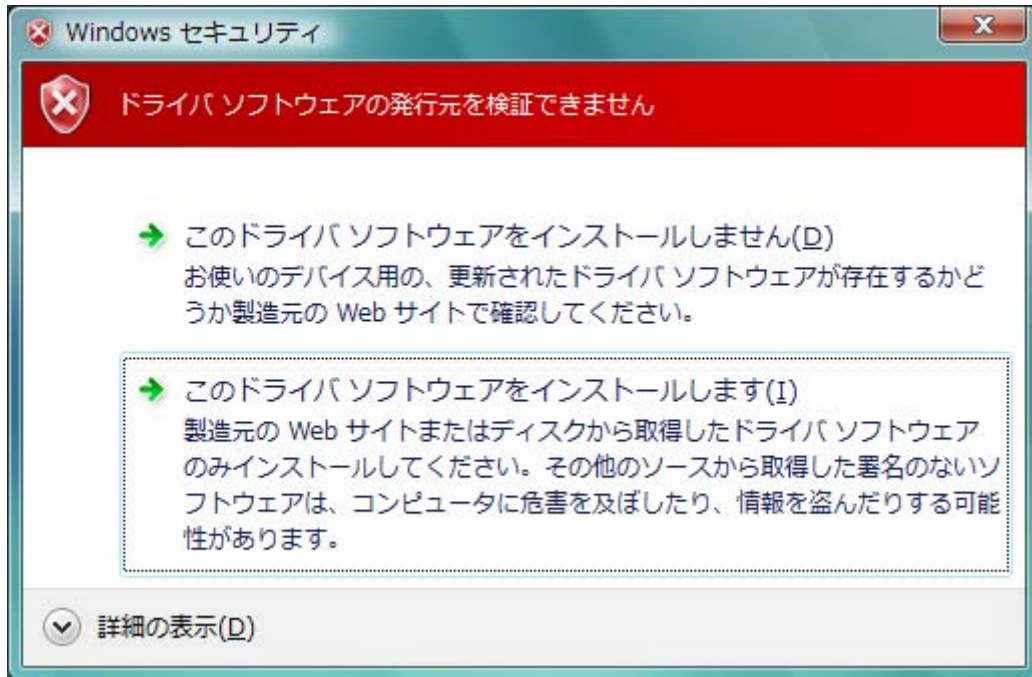 Windows セキュリティ
ドライバ ソフトウェアの発行元を検証できません
このドライバ ソフトウェアをインストールしません(D)
お使いのデバイス用の、更新されたドライバ ソフトウェアが存在するかど
うか製造元の Web サイトで確認してください。
このドライバ ソフトウェアをインストールします(I)
製造元の Web サイトまたはディスクから取得したドライバ ソフトウェア
のみインストールしてください。その他のソースから取得した署名のないソ
フトウェアは、コンピュータに危害を及ぼしたり、情報を盗んだりする可能
性があります。
詳細の表示(D)